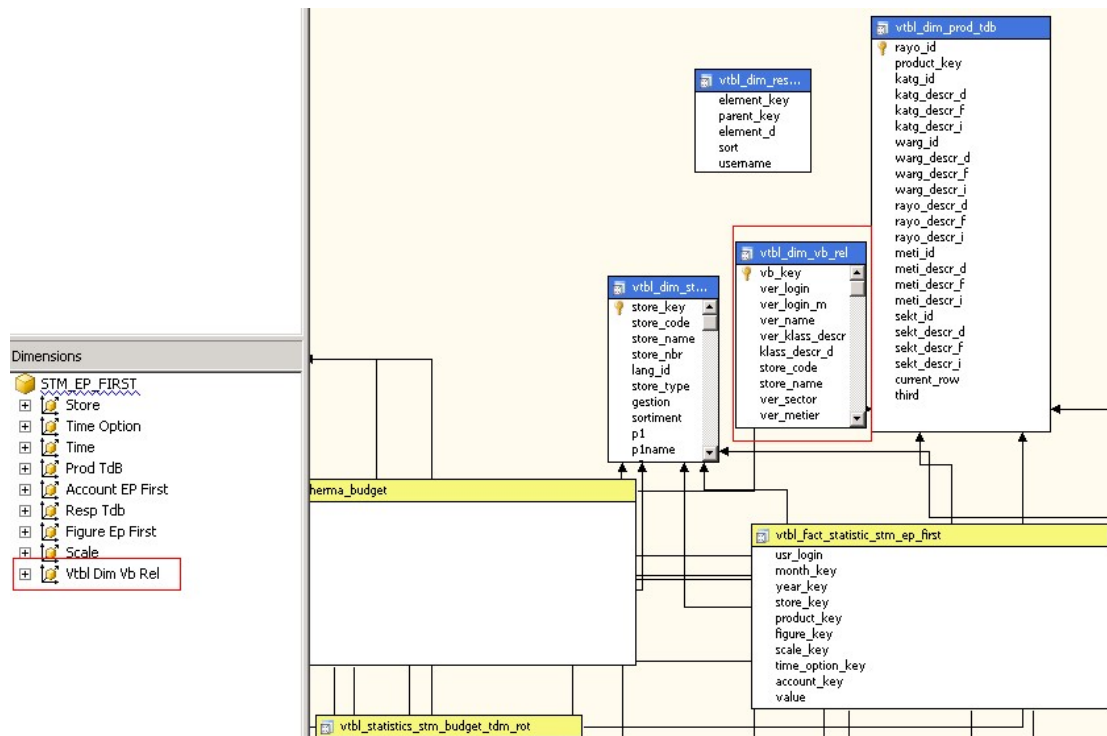 Dimensions
STM_EP_FIRST
Store
Time Option
Time
Prod TdB
Account EP First
Resp Tdb
Figure Ep First
Scale
Vtbl Dim Vb Rel
vtbl_dim_res...
element_key
parent_key
element_d
sort
username
vtbl_dim_st...
store_key
store_code
store_name
store_nbr
lang_id
store_type
gestion
sortiment
p1
p1name
vtbl_dim_vb_rel
vb_key
ver_login
ver_login_m
ver_name
ver_klass_descr
klass_descr_d
store_code
store_name
ver_sector
ver_metier
vtbl_dim_prod_tdb
rayo_id
product_key
katg_id
katg_descr_d
katg_descr_f
katg_descr_i
warg_id
warg_descr_d
warg_descr_f
warg_descr_i
rayo_descr_d
rayo_descr_f
rayo_descr_i
meti_id
meti_descr_d
meti_descr_f
meti_descr_i
sekt_id
sekt_descr_d
sekt_descr_f
sekt_descr_i
current_row
third
herma_budget
vtbl_fact_statistic_stm_ep_first
usr_login
month_key
year_key
store_key
product_key
figure_key
scale_key
time_option_key
account_key
value
vtbl_statistics_stm_budget_tdm_rot